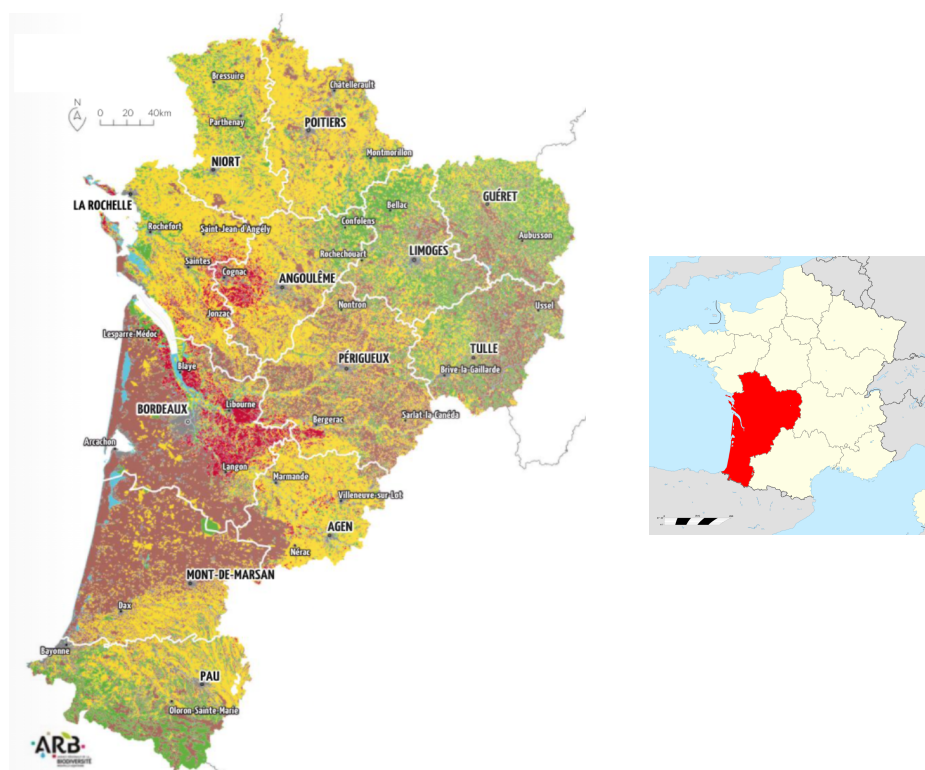 Bressuire
Châtellerault
N
0 20 40km
Parthenay
POITIERS
Montmorillon
NIORT
LA ROCHELLE
GUÉRET
Bellac
Rochefort
Saint-Jean d'Angély
Confolens
Aubusson
Rochechouart
LIMOGES
Saintes
Cognac
ANGOULÊME
Nontron
Ussel
Jonzac
Lesparre-Médoc
TULLE
PÉRIGUEUX
Blaye
Brive-la-Gaillarde
BORDEAUX
Libourne
Bergerac
Sarlat-la-Canéda
Arcachon
Langon
Marmande
Villeneuve-sur-Lot
AGEN
Nérac
MONT-DE-MARSAN
Dax
Bayonne
PAU
Oloron-Sainte-Marie
ARB
BIODIVERSITÉ